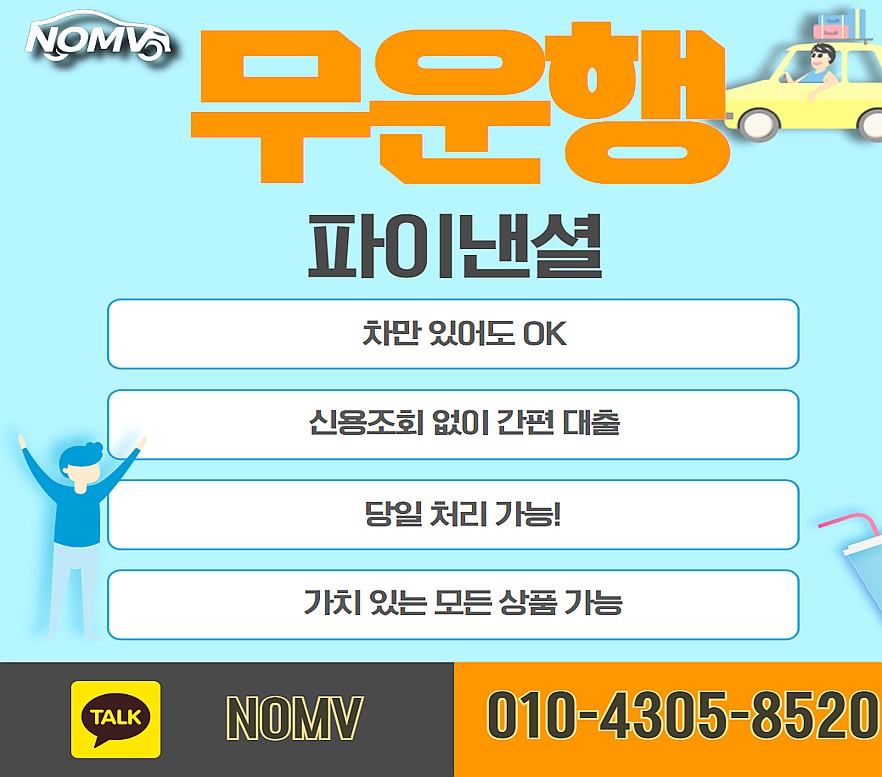 NOMV
무운행
파이낸셜
차만 있어도 OK
신용조회 없이 간편 대출
당일 처리 가능!
가치 있는 모든 상품 가능
TALK
NOMV
010-4305-8520